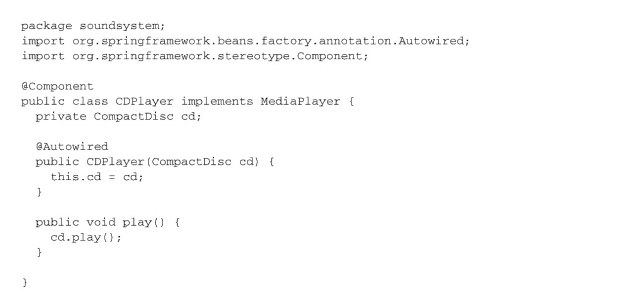 package soundsystem;
import org.springframework.beans.factory.annotation.Autowired;
import org.springframework.stereotype.Component;

@Component
public class CDPlayer implements MediaPlayer {
  private CompactDisc cd;

  @Autowired
  public CDPlayer(CompactDisc cd) {
    this.cd = cd;
  }

  public void play() {
    cd.play();
  }

}